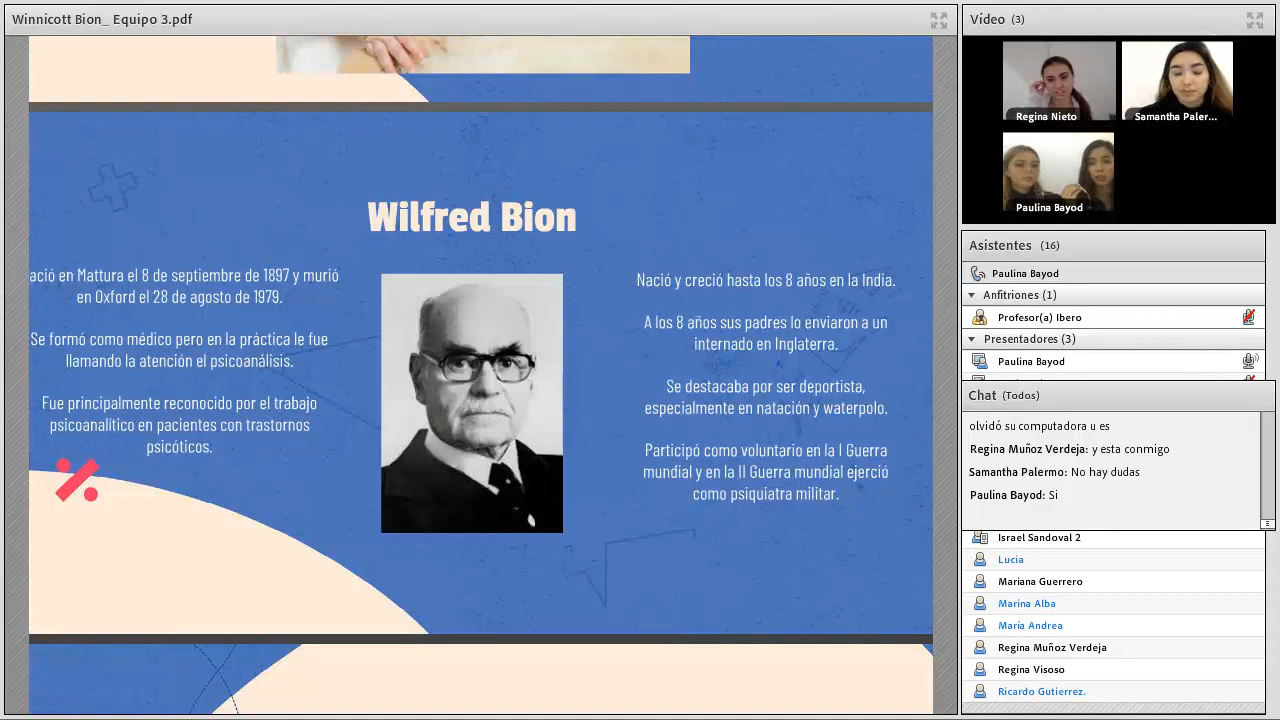 Winnicott Bion_ Equipo 3.pdf
Wilfred Bion
ació en Mattura el 8 de septiembre de 1897 y murió
en Oxford el 28 de agosto de 1979.
Se formó como médico pero en la práctica le fue
llamando la atención el psicoanálisis.
Fue principalmente reconocido por el trabajo
psicoanalítico en pacientes con trastornos
psicóticos.
Nació y creció hasta los 8 años en la India.
A los 8 años sus padres lo enviaron a un
internado en Inglaterra.
Se destacaba por ser deportista,
especialmente en natación y waterpolo.
Participó como voluntario en la I Guerra
mundial y en la II Guerra mundial ejerció
como psiquiatra militar.
Vídeo (3)
Regina Nieto
Samantha Paler...
Paulina Bayod
Asistentes (16)
Paulina Bayod
Anfitriones (1)
Profesor(a) Ibero
Presentadores (3)
Paulina Bayod
Chat (Todos)
olvidó su computadora u es
Regina Muñoz Verdeja: y esta conmigo
Samantha Palermo: No hay dudas
Paulina Bayod: Si
Israel Sandoval 2
Lucia
Mariana Guerrero
Marina Alba
María Andrea
Regina Muñoz Verdeja
Regina Visoso
Ricardo Gutierrez.